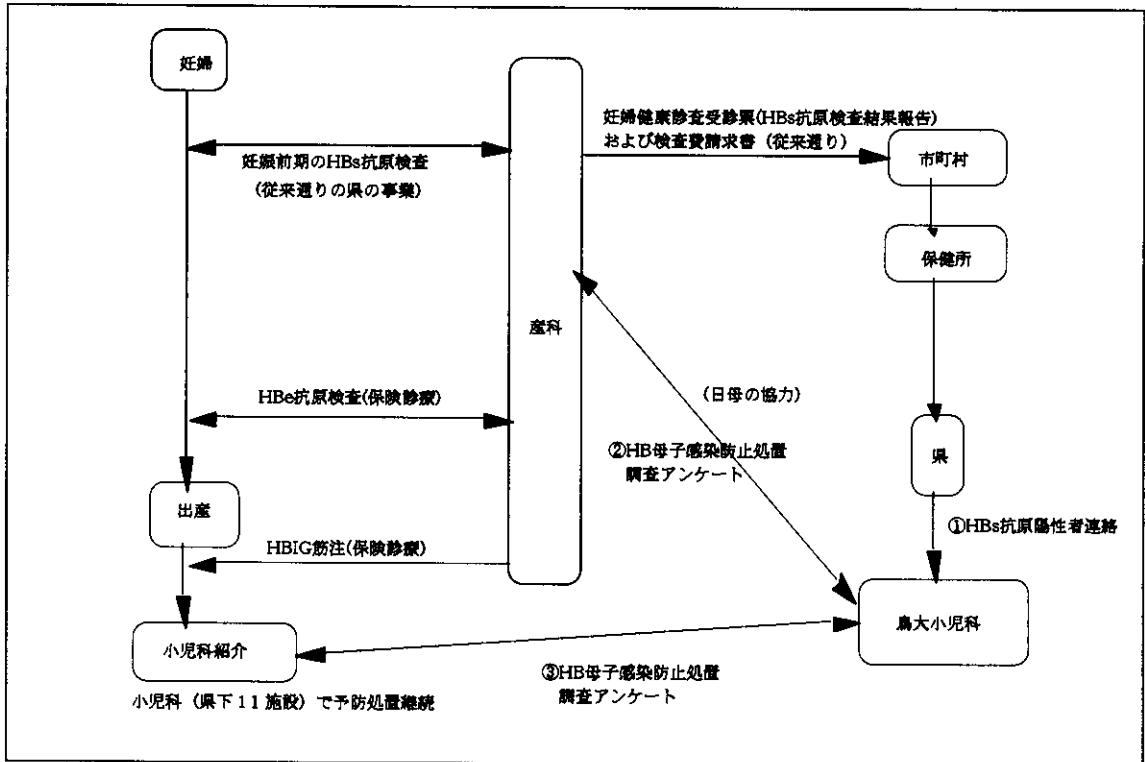 妊婦
妊婦健康診査受診票(HBs抗原検査結果報告)
および検査費請求書（従来通り）
市町村
妊娠前期のHBs抗原検査
(従来通りの県の事業)
保健所
産科
HBe抗原検査(保険診療)
(日母の協力)
②HB母子感染防止処置
調査アンケート
県
出産
①HBs抗原陽性者連絡
HBIG筋注(保険診療)
鳥大小児科
小児科紹介
③HB母子感染防止処置
調査アンケート
小児科（県下11施設）で予防処置継続